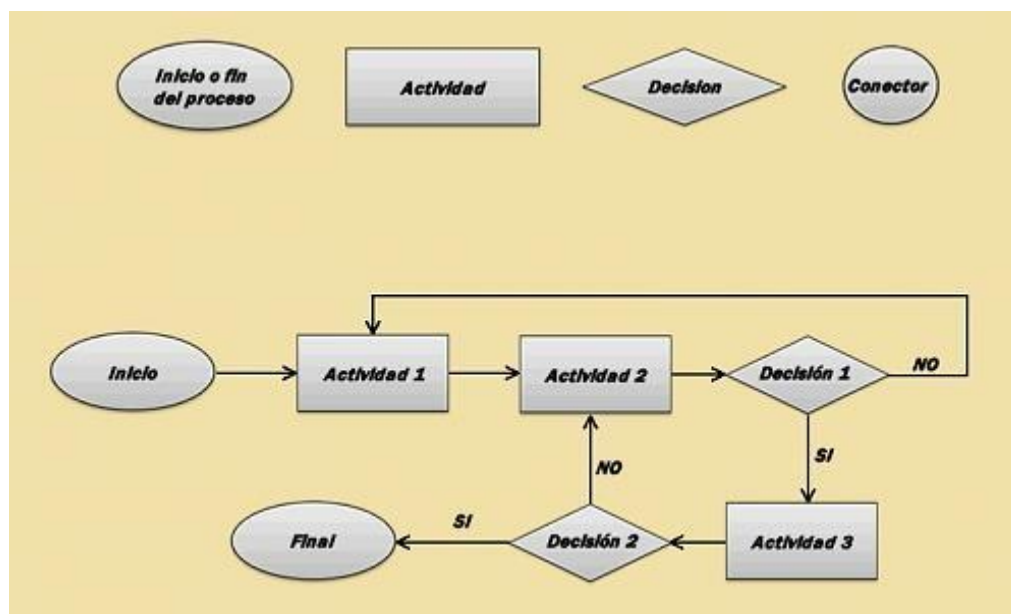 Inicio o fin
del proceso
Actividad
Decision
Conector
Inicio
Actividad 1
Actividad 2
Decisión 1
NO
SI
NO
SI
Final
Decisión 2
Actividad 3